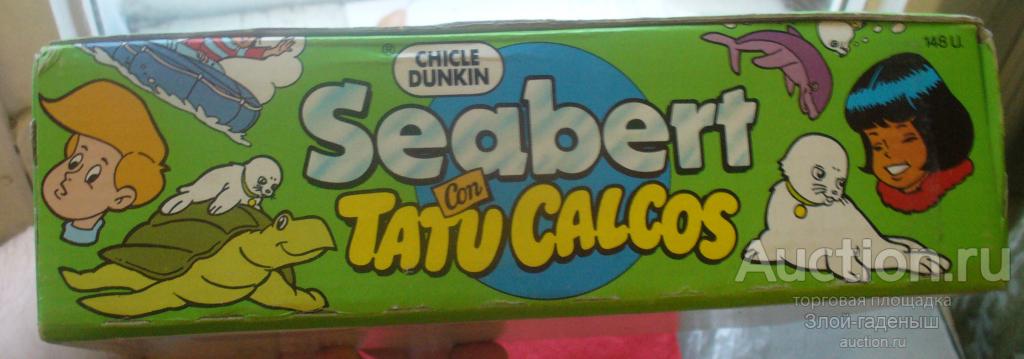 ® CHICLE
DUNKIN
148 U.
Seabert
con
TATU CALCOS
Auction.ru
торговая площадка
Злой-гаденыш
auction.ru